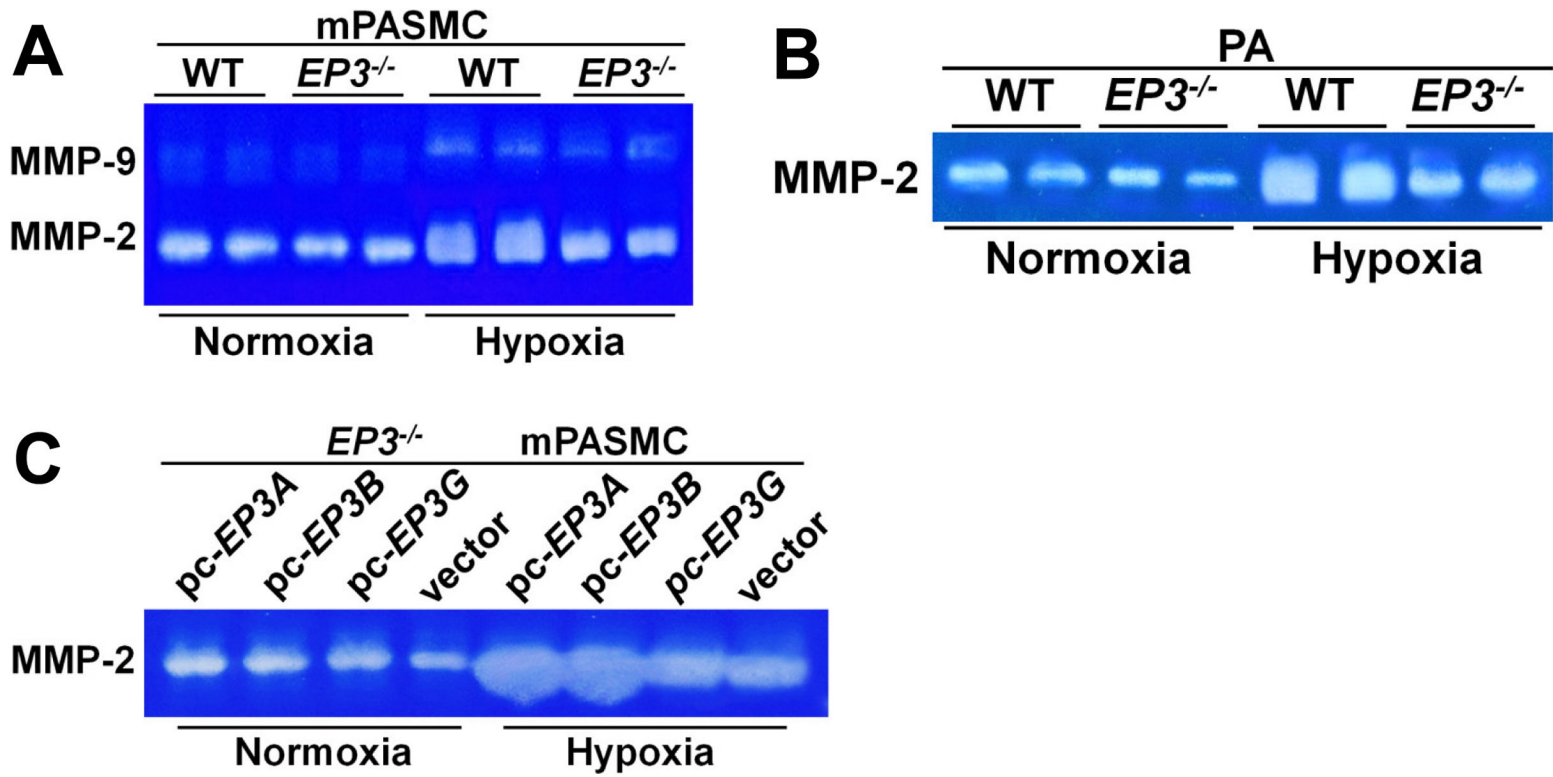 A
mPASMC
WT EP3-/- WT EP3-/-
MMP-9
MMP-2
Normoxia Hypoxia
B
PA
WT EP3-/- WT EP3-/-
MMP-2
Normoxia Hypoxia
C
EP3-/- mPASMC
pc-EP3A pc-EP3B pc-EP3G vector pc-EP3A pc-EP3B pc-EP3G vector
MMP-2
Normoxia Hypoxia